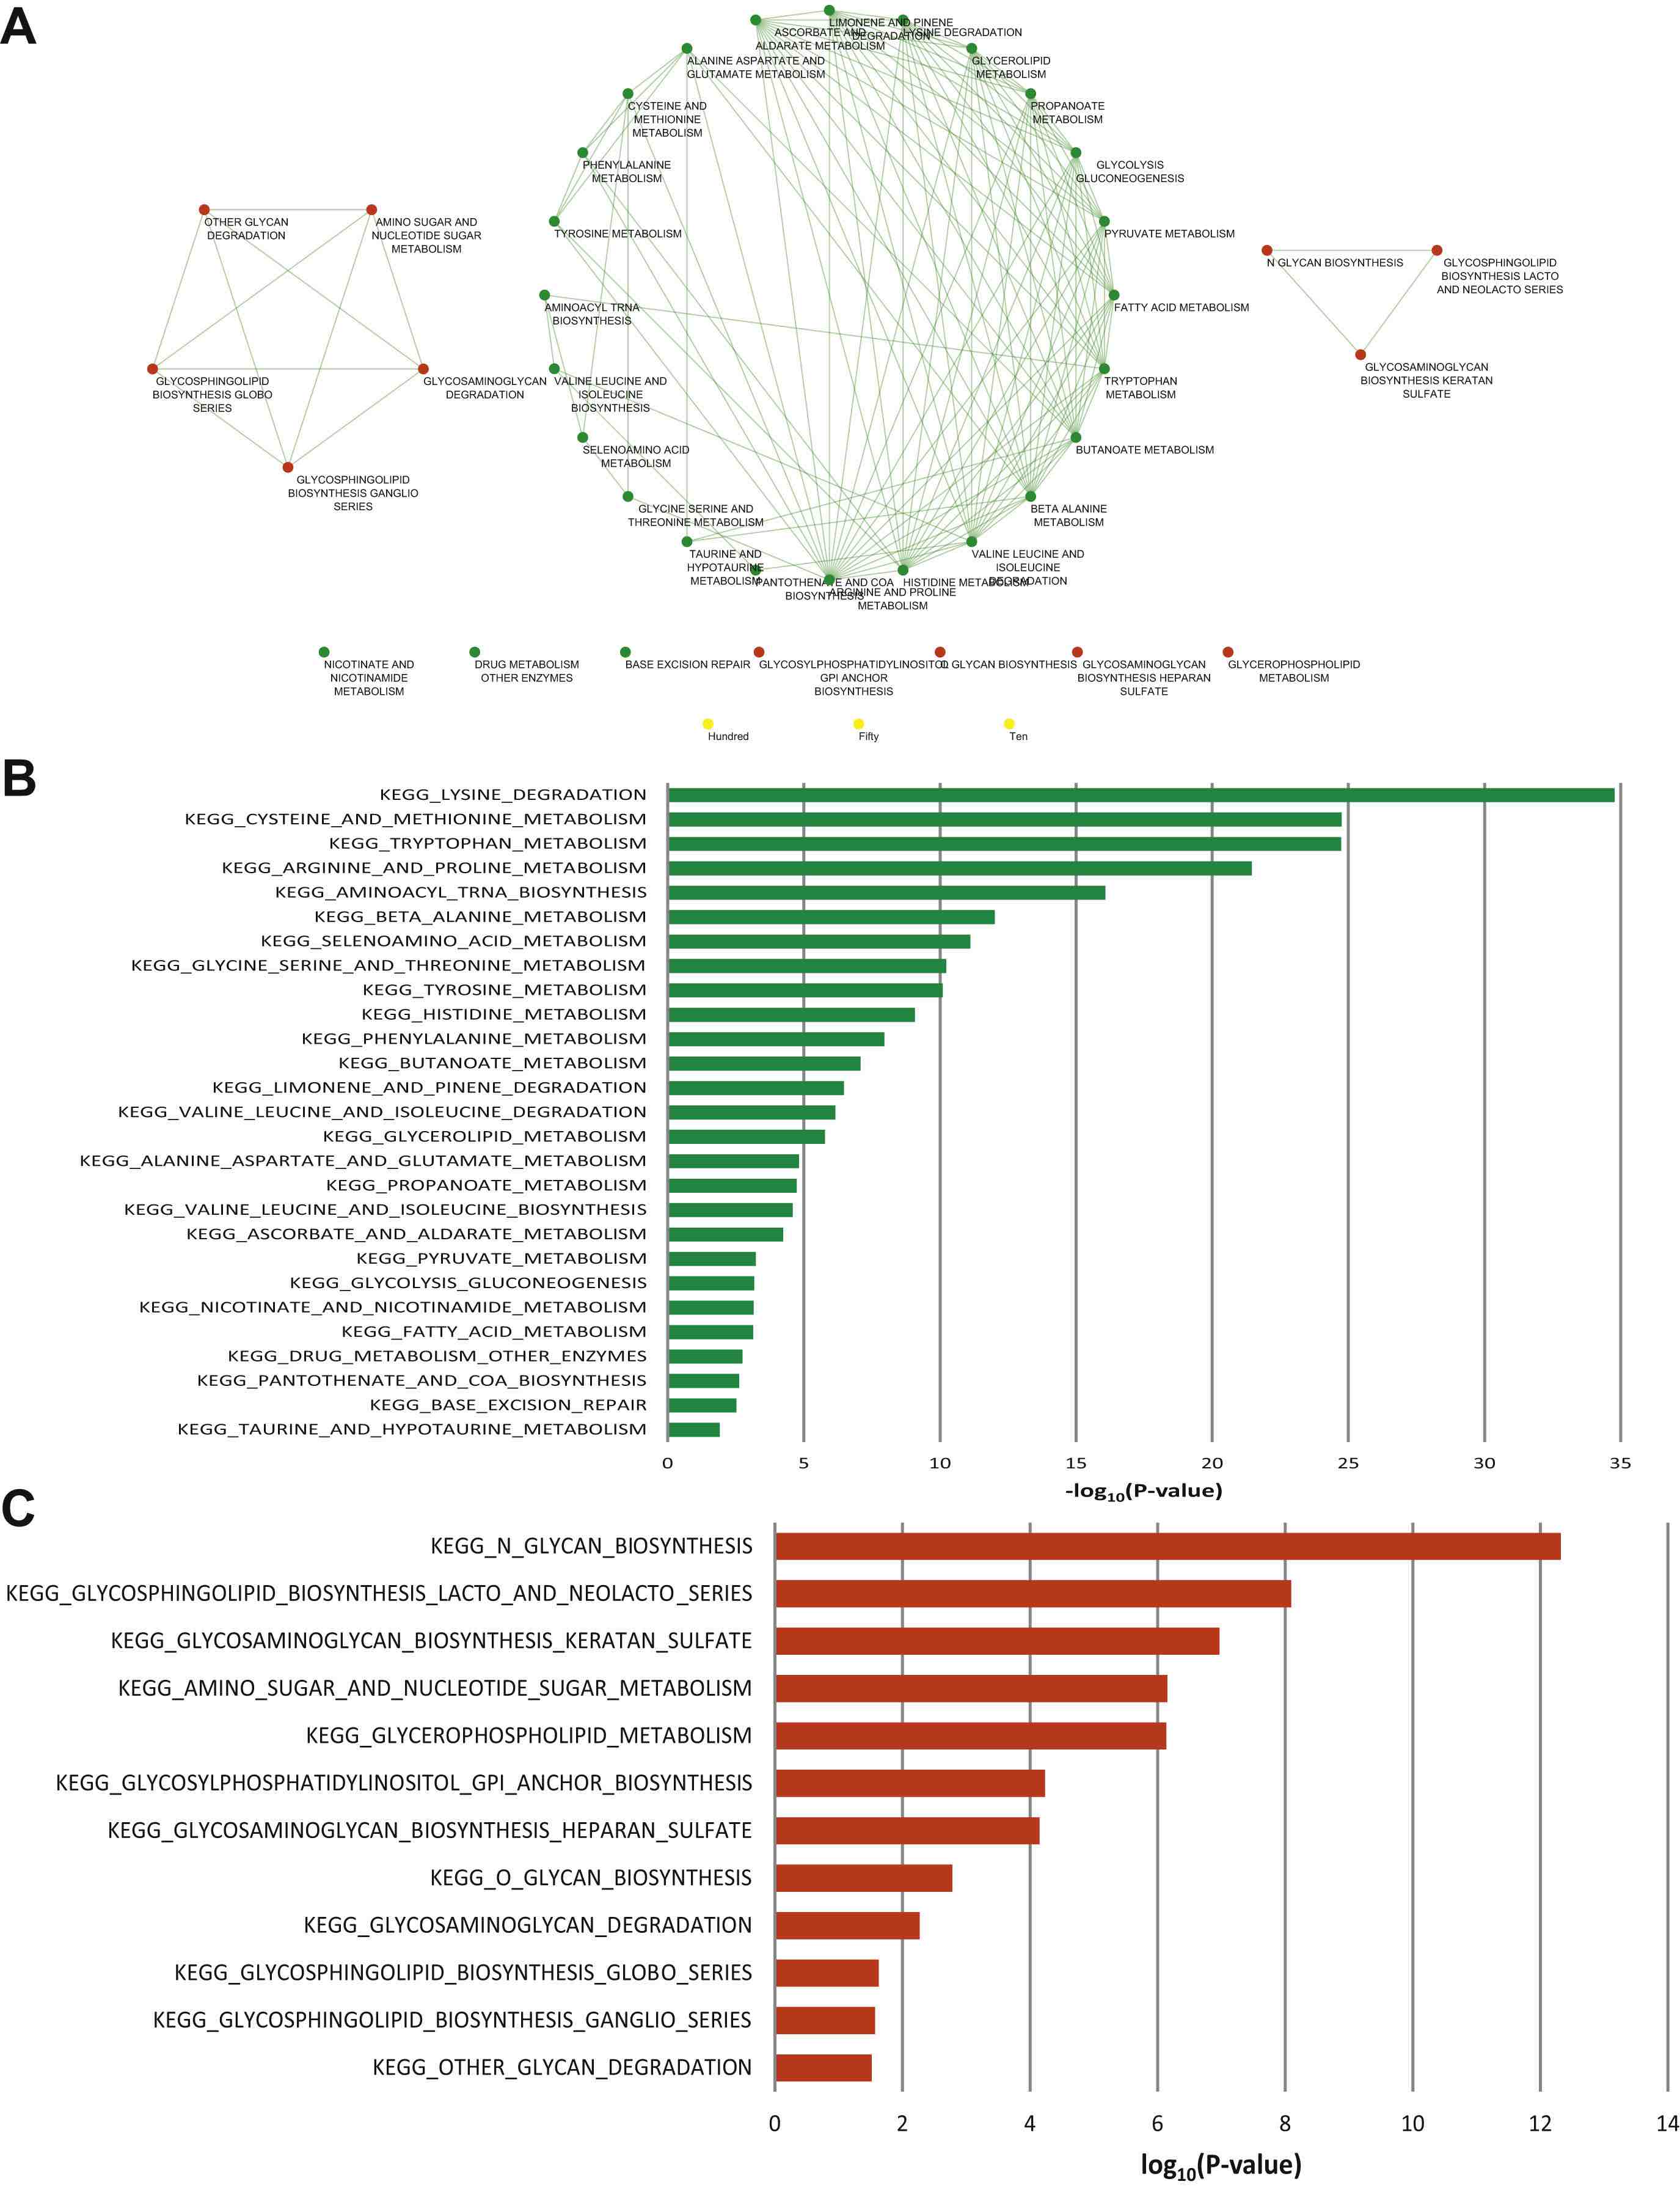 A
LIMONENE AND PINENE
DEGRADATION
ASCORBATE AND
ALDARATE METABOLISM
LYSINE DEGRADATION
ALANINE ASPARTATE AND
GLUTAMATE METABOLISM
GLYCEROLIPID
METABOLISM
CYSTEINE AND
METHIONINE
METABOLISM
PROPANOATE
METABOLISM
PHENYLALANINE
METABOLISM
GLYCOLYSIS
GLUCONEOGENESIS
OTHER GLYCAN
DEGRADATION
AMINO SUGAR AND
NUCLEOTIDE SUGAR
METABOLISM
TYROSINE METABOLISM
PYRUVATE METABOLISM
N GLYCAN BIOSYNTHESIS
GLYCOSPHINGOLIPID
BIOSYNTHESIS LACTO
AND NEOLACTO SERIES
AMINOACYL TRNA
BIOSYNTHESIS
FATTY ACID METABOLISM
GLYCOSPHINGOLIPID
BIOSYNTHESIS GLOBO
SERIES
GLYCOSAMINOGLYCAN
DEGRADATION
VALINE LEUCINE AND
ISOLEUCINE
BIOSYNTHESIS
TRYPTOPHAN
METABOLISM
GLYCOSAMINOGLYCAN
BIOSYNTHESIS KERATAN
SULFATE
SELENOAMINO ACID
METABOLISM
BUTANOATE METABOLISM
GLYCOSPHINGOLIPID
BIOSYNTHESIS GANGLIO
SERIES
GLYCINE SERINE AND
THREONINE METABOLISM
BETA ALANINE
METABOLISM
TAURINE AND
HYPOTAURINE
METABOLISM
VALINE LEUCINE AND
ISOLEUCINE
DEGRADATION
PANTOTHENATE AND COA
BIOSYNTHESIS
ARGININE AND PROLINE
METABOLISM
HISTIDINE METABOLISM
NICOTINATE AND
NICOTINAMIDE
METABOLISM
DRUG METABOLISM
OTHER ENZYMES
BASE EXCISION REPAIR
GLYCOSYLPHOSPHATIDYLINOSITOL
GPI ANCHOR
BIOSYNTHESIS
O GLYCAN BIOSYNTHESIS
GLYCOSAMINOGLYCAN
BIOSYNTHESIS HEPARAN
SULFATE
GLYCEROPHOSPHOLIPID
METABOLISM
Hundred
Fifty
Ten
B
KEGG_LYSINE_DEGRADATION
KEGG_CYSTEINE_AND_METHIONINE_METABOLISM
KEGG_TRYPTOPHAN_METABOLISM
KEGG_ARGININE_AND_PROLINE_METABOLISM
KEGG_AMINOACYL_TRNA_BIOSYNTHESIS
KEGG_BETA_ALANINE_METABOLISM
KEGG_SELENOAMINO_ACID_METABOLISM
KEGG_GLYCINE_SERINE_AND_THREONINE_METABOLISM
KEGG_TYROSINE_METABOLISM
KEGG_HISTIDINE_METABOLISM
KEGG_PHENYLALANINE_METABOLISM
KEGG_BUTANOATE_METABOLISM
KEGG_LIMONENE_AND_PINENE_DEGRADATION
KEGG_VALINE_LEUCINE_AND_ISOLEUCINE_DEGRADATION
KEGG_GLYCEROLIPID_METABOLISM
KEGG_ALANINE_ASPARTATE_AND_GLUTAMATE_METABOLISM
KEGG_PROPANOATE_METABOLISM
KEGG_VALINE_LEUCINE_AND_ISOLEUCINE_BIOSYNTHESIS
KEGG_ASCORBATE_AND_ALDARATE_METABOLISM
KEGG_PYRUVATE_METABOLISM
KEGG_GLYCOLYSIS_GLUCONEOGENESIS
KEGG_NICOTINATE_AND_NICOTINAMIDE_METABOLISM
KEGG_FATTY_ACID_METABOLISM
KEGG_DRUG_METABOLISM_OTHER_ENZYMES
KEGG_PANTOTHENATE_AND_COA_BIOSYNTHESIS
KEGG_BASE_EXCISION_REPAIR
KEGG_TAURINE_AND_HYPOTAURINE_METABOLISM
0 5 10 15 20 25 30 35
-log10(P-value)
C
KEGG_N_GLYCAN_BIOSYNTHESIS
KEGG_GLYCOSPHINGOLIPID_BIOSYNTHESIS_LACTO_AND_NEOLACTO_SERIES
KEGG_GLYCOSAMINOGLYCAN_BIOSYNTHESIS_KERATAN_SULFATE
KEGG_AMINO_SUGAR_AND_NUCLEOTIDE_SUGAR_METABOLISM
KEGG_GLYCEROPHOSPHOLIPID_METABOLISM
KEGG_GLYCOSYLPHOSPHATIDYLINOSITOL_GPI_ANCHOR_BIOSYNTHESIS
KEGG_GLYCOSAMINOGLYCAN_BIOSYNTHESIS_HEPARAN_SULFATE
KEGG_O_GLYCAN_BIOSYNTHESIS
KEGG_GLYCOSAMINOGLYCAN_DEGRADATION
KEGG_GLYCOSPHINGOLIPID_BIOSYNTHESIS_GLOBO_SERIES
KEGG_GLYCOSPHINGOLIPID_BIOSYNTHESIS_GANGLIO_SERIES
KEGG_OTHER_GLYCAN_DEGRADATION
0 2 4 6 8 10 12 14
log10(P-value)